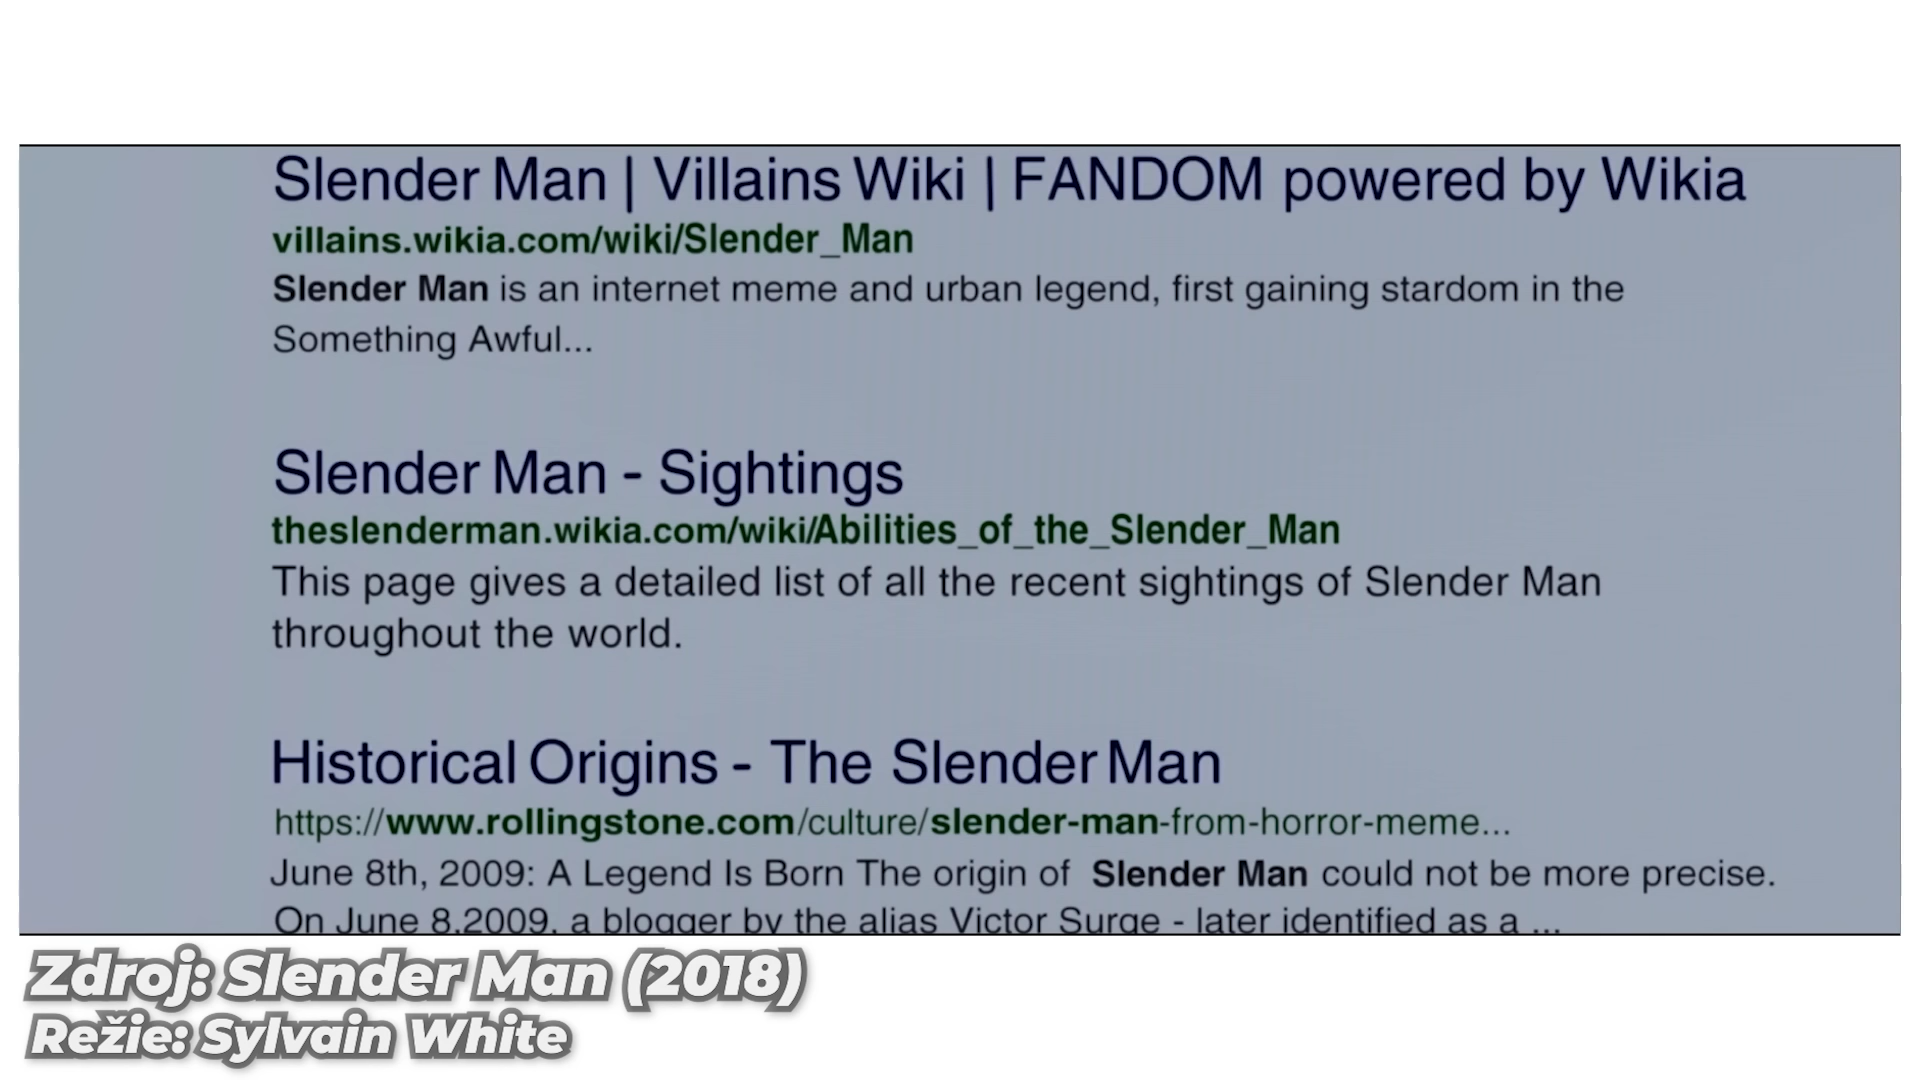 Slender Man | Villains Wiki | FANDOM powered by Wikia
villains.wikia.com/wiki/Slender_Man
Slender Man is an internet meme and urban legend, first gaining stardom in the
Something Awful...
Slender Man - Sightings
theslenderman.wikia.com/wiki/Abilities_of_the_Slender_Man
This page gives a detailed list of all the recent sightings of Slender Man
throughout the world.
Historical Origins - The Slender Man
https://www.rollingstone.com/culture/slender-man-from-horror-meme...
June 8th, 2009: A Legend Is Born The origin of Slender Man could not be more precise.
On June 8,2009, a blogger by the alias Victor Surge - later identified as a ...
Zdroj: Slender Man (2018)
Režie: Sylvain White